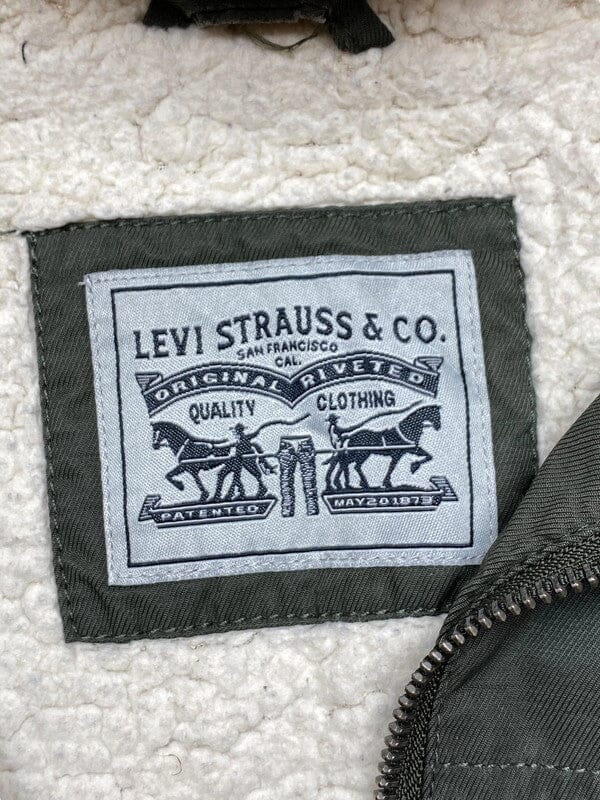 LEVI STRAUSS & CO.
SAN FRANCISCO
CAL.
ORIGINAL RIVETED
QUALITY CLOTHING
PATENTED MAY 20 1873